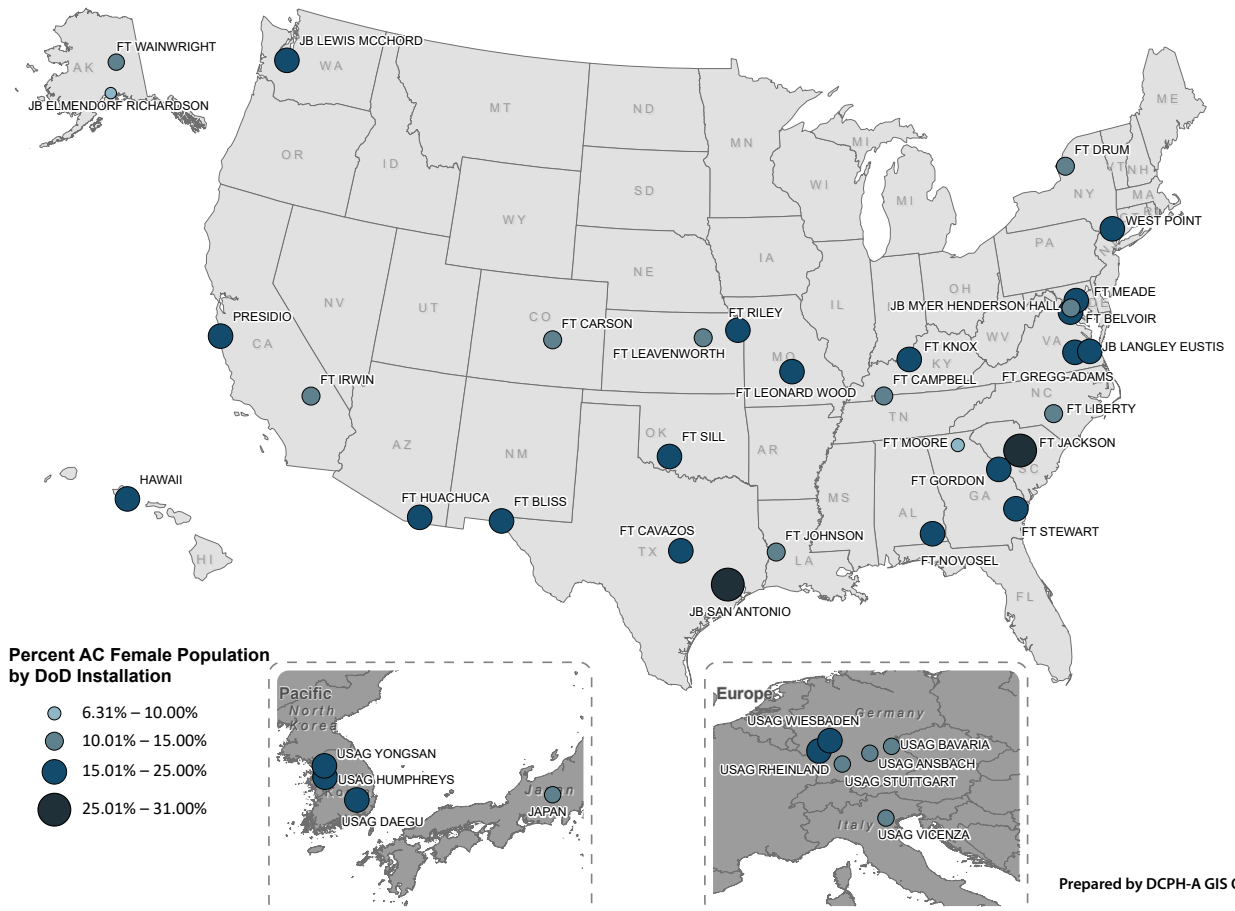 FT WAINWRIGHT
AK
JB ELMENDORF RICHARDSON
JB LEWIS MCCHORD
WA
MT
ND
MN
ME
OR
ID
SD
WI
MI
MI
FT DRUM
VT
NH
NY
MA
RI
CT
WEST POINT
WY
NE
IA
PA
NJ
PRESIDIO
CA
NV
UT
CO
FT CARSON
FT LEAVENWORTH
FT RILEY
MO
FT LEONARD WOOD
IL
OH
FT MEADE
JB MYER HENDERSON HALL
DE
FT BELVOIR
WV
VA
JB LANGLEY EUSTIS
FT KNOX
KY
FT CAMPBELL
FT GREGG-ADAMS
FT IRWIN
NC
FT LIBERTY
TN
AZ
NM
OK
FT SILL
AR
FT MOORE
FT JACKSON
SC
FT GORDON
GA
MS
AL
HAWAII
HI
FT HUACHUCA
FT BLISS
FT CAVAZOS
TX
FT JOHNSON
LA
FT STEWART
FT NOVOSEL
FL
JB SAN ANTONIO
Percent AC Female Population
by DoD Installation
6.31% – 10.00%
10.01% – 15.00%
15.01% – 25.00%
25.01% – 31.00%
Pacific
North
Korea
USAG YONGSAN
USAG HUMPHREYS
USAG DAEGU
Japan
JAPAN
Europe
Germany
USAG WIESBADEN
USAG RHEINLAND
USAG BAVARIA
USAG ANSBACH
USAG STUTTGART
Italy
USAG VICENZA
Prepared by DCPH-A GIS